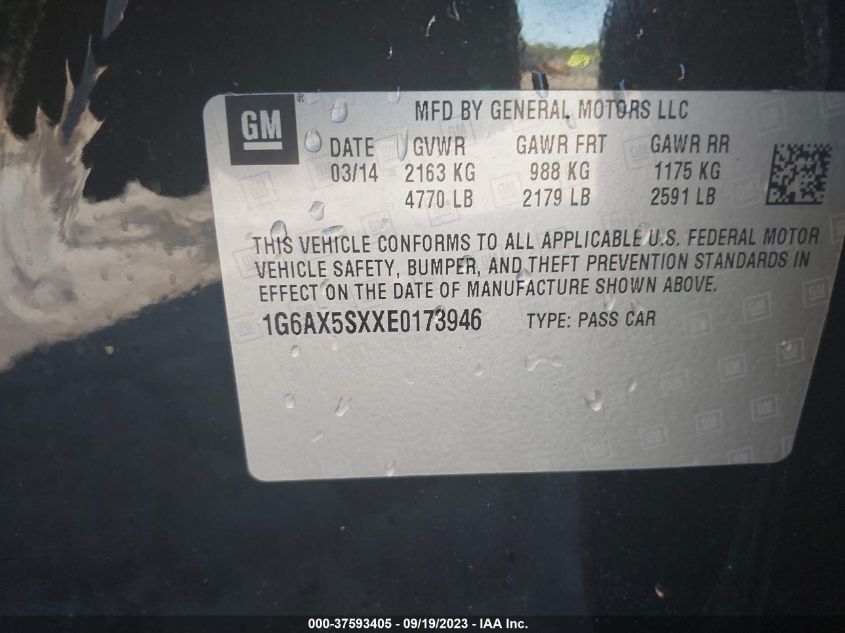 GM ®
MFD BY GENERAL MOTORS LLC
DATE GVWR GAWR FRT GAWR RR
03/14 2163 KG 988 KG 1175 KG
4770 LB 2179 LB 2591 LB
THIS VEHICLE CONFORMS TO ALL APPLICABLE U.S. FEDERAL MOTOR
VEHICLE SAFETY, BUMPER, AND THEFT PREVENTION STANDARDS IN
EFFECT ON THE DATE OF MANUFACTURE SHOWN ABOVE.
1G6AX5SXXE0173946 TYPE: PASS CAR
000-37593405 - 09/19/2023 - IAA Inc.